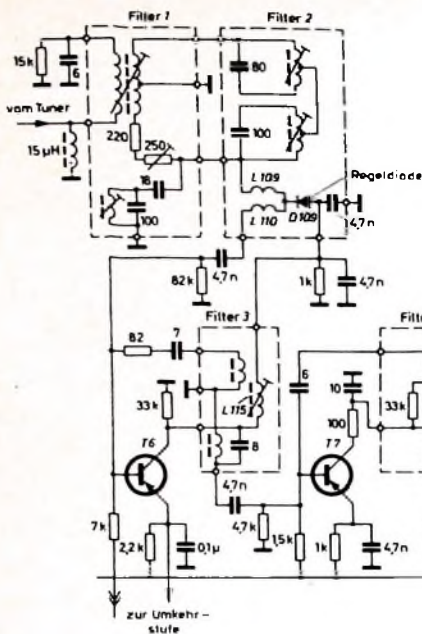 Filter 1
Filter 2
15k
6
80
vom Tuner
220
250
100
15 µH
18
100
L109
Regeldiode
L110
D109
4,7n
82k
4,7n
1k
4,7n
Filter 3
82
7
6
10
33k
33k
L115
100
T6
8
T7
4,7n
7k
2,2k
0,1µ
4,7k
1,5k
1k
4,7n
zur Umkehr-
stufe